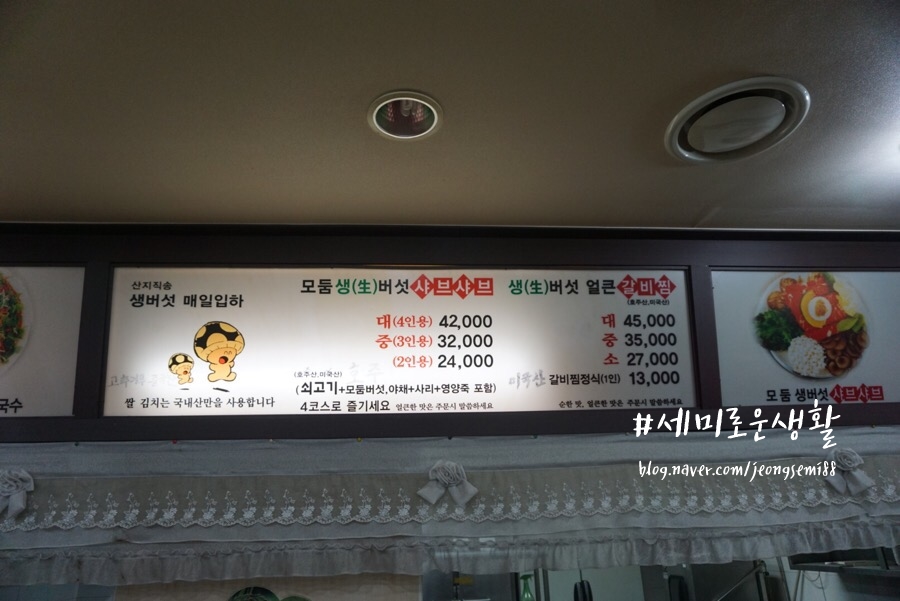 국수
산지직송
생버섯 매일입하
쌀 김치는 국내산만을 사용합니다
모둠 생(生)버섯 샤브샤브
대(4인용) 42,000
중(3인용) 32,000
(2인용) 24,000
(호주산,미국산)
(쇠고기+모둠버섯,야채+사리+영양죽 포함)
4코스로 즐기세요 얼큰한 맛은 주문시 말씀하세요
생(生)버섯 얼큰 갈비찜
(호주산,미국산)
대 45,000
중 35,000
소 27,000
미국산 갈비찜정식(1인) 13,000
순한 맛, 얼큰한 맛은 주문시 말씀하세요
모둠 생버섯 샤브샤브
#세미로운생활
blog.naver.com/jeongsemi88